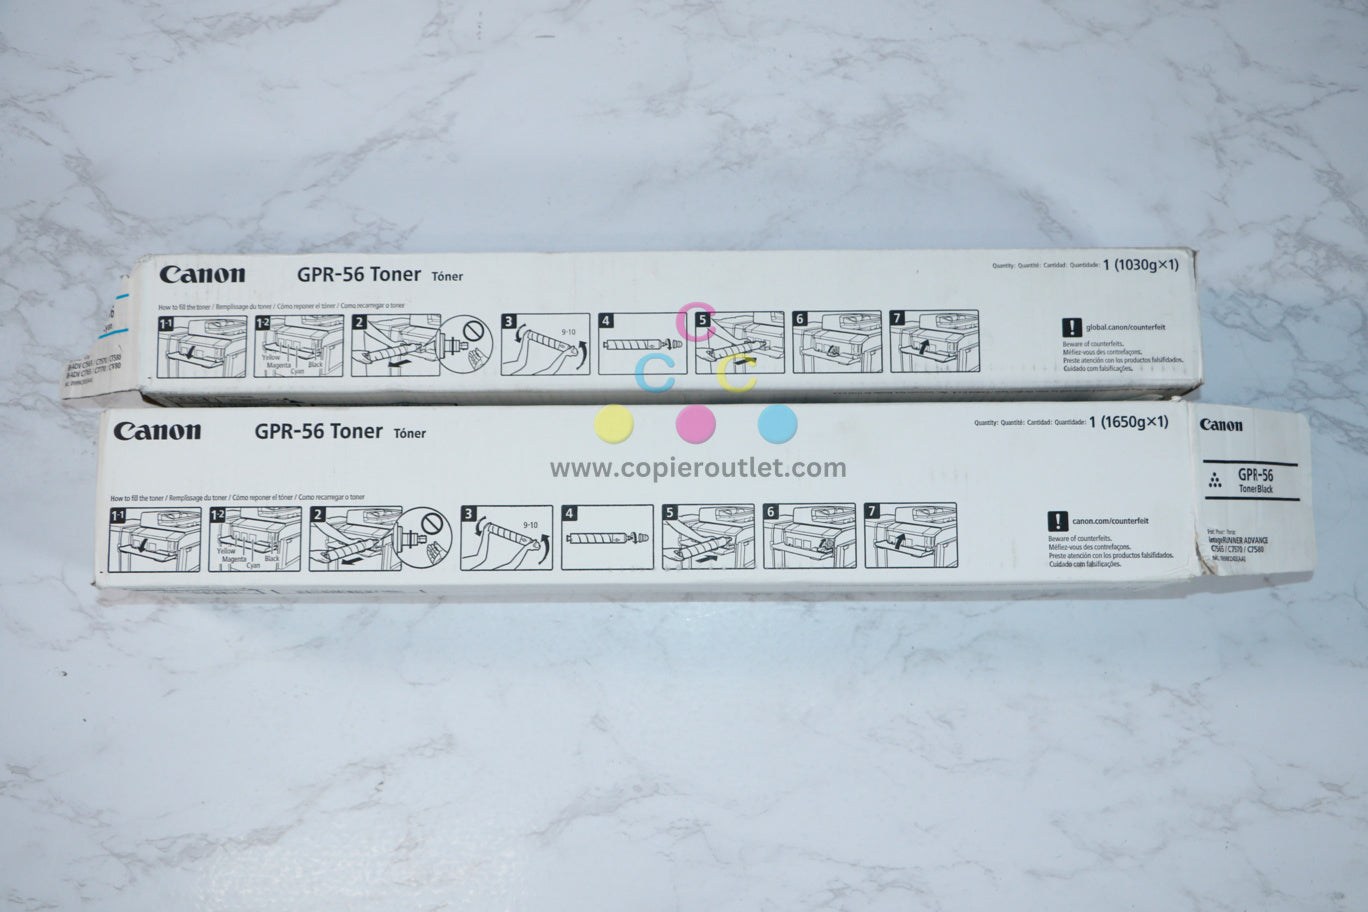 Canon GPR-56 Toner Tóner
Quantity: Quantité: Cantidad: Quantidade: 1 (1030g×1)
How to fill the toner / Remplissage du toner / Cómo reponer el tóner / Como recarregar o toner
1-1 1-2 2 3 4 5 6 7
9-10
Yellow
Magenta
Cyan
Black
! global.canon/counterfeit
Beware of counterfeits.
Méfiez-vous des contrefaçons.
Preste atención con los productos falsificados.
Cuidado com falsificações.
C
C C
www.copieroutlet.com
Canon GPR-56 Toner Tóner
Quantity: Quantité: Cantidad: Quantidade: 1 (1650g×1)
How to fill the toner / Remplissage du toner / Cómo reponer el tóner / Como recarregar o toner
1-1 1-2 2 3 4 5 6 7
9-10
Yellow
Magenta
Cyan
Black
! canon.com/counterfeit
Beware of counterfeits.
Méfiez-vous des contrefaçons.
Preste atención con los productos falsificados.
Cuidado com falsificações.
Canon
GPR-56
Toner Black
RUNNER ADVANCE
C7565 / C7570 / C7580